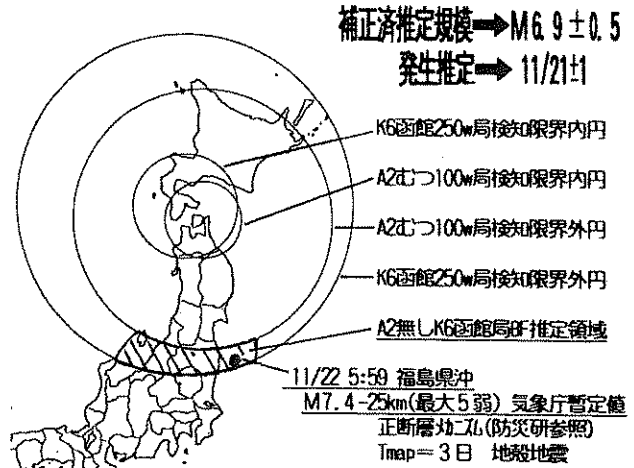 補正済推定規模➡M6.9±0.5
発生推定➡11/21±1
K6函館250w局検知限界内円
A2むつ100w局検知限界内円
A2むつ100w局検知限界外円
K6函館250w局検知限界外円
A2無しK6函館局BF推定領域
11/22 5:59 福島県沖
M7.4-25km(最大5弱) 気象庁暫定値
正断層メカニズム(防災研参照)
Tmap=3日 地殻地震